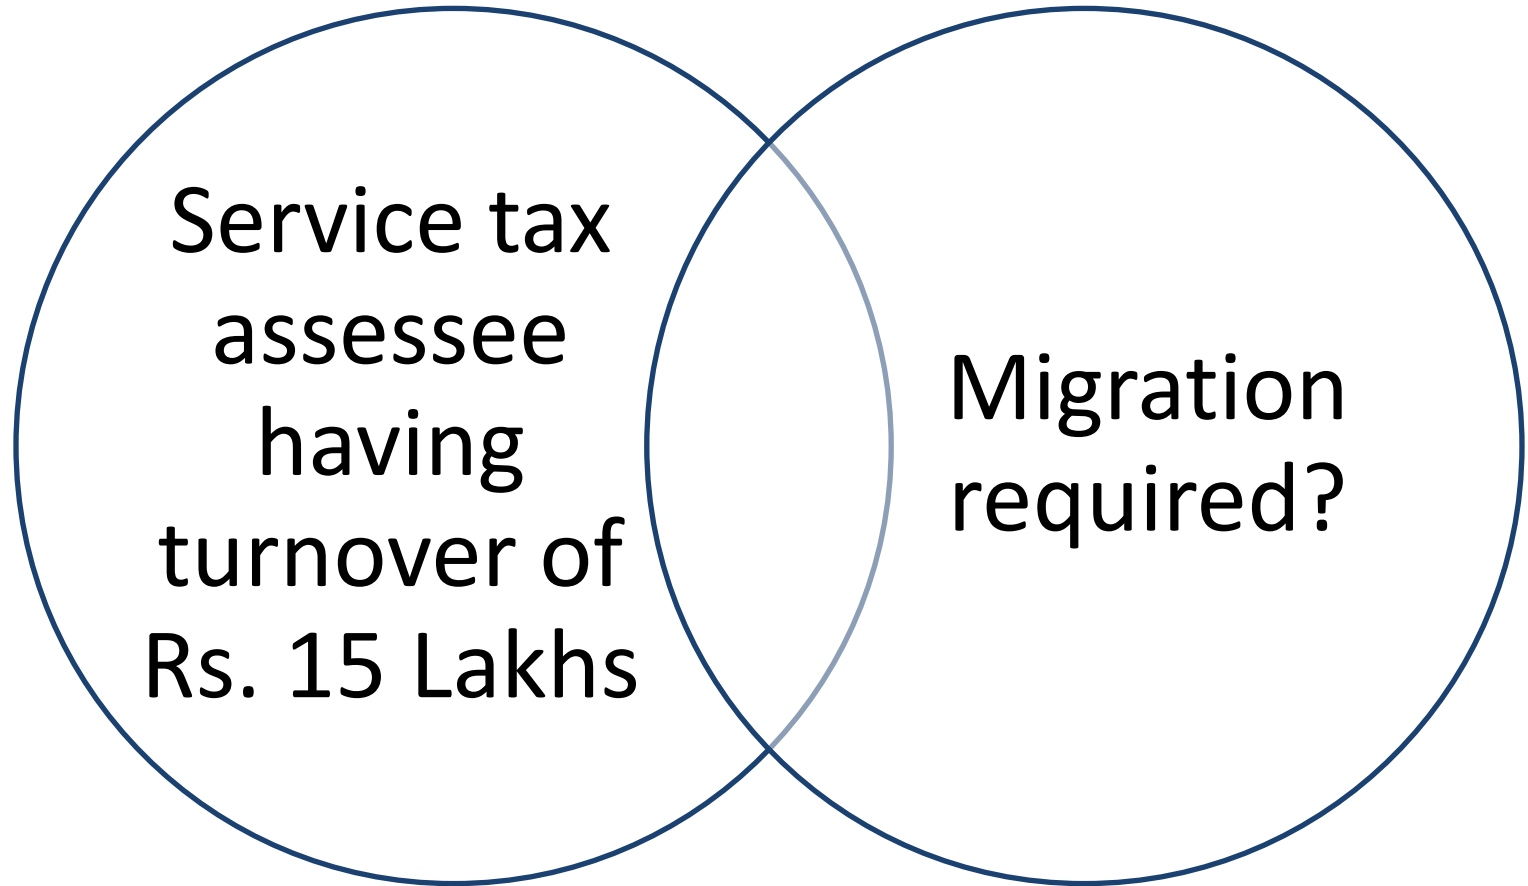 Service tax
assessee
having
turnover of
Rs. 15 Lakhs
Migration
required?